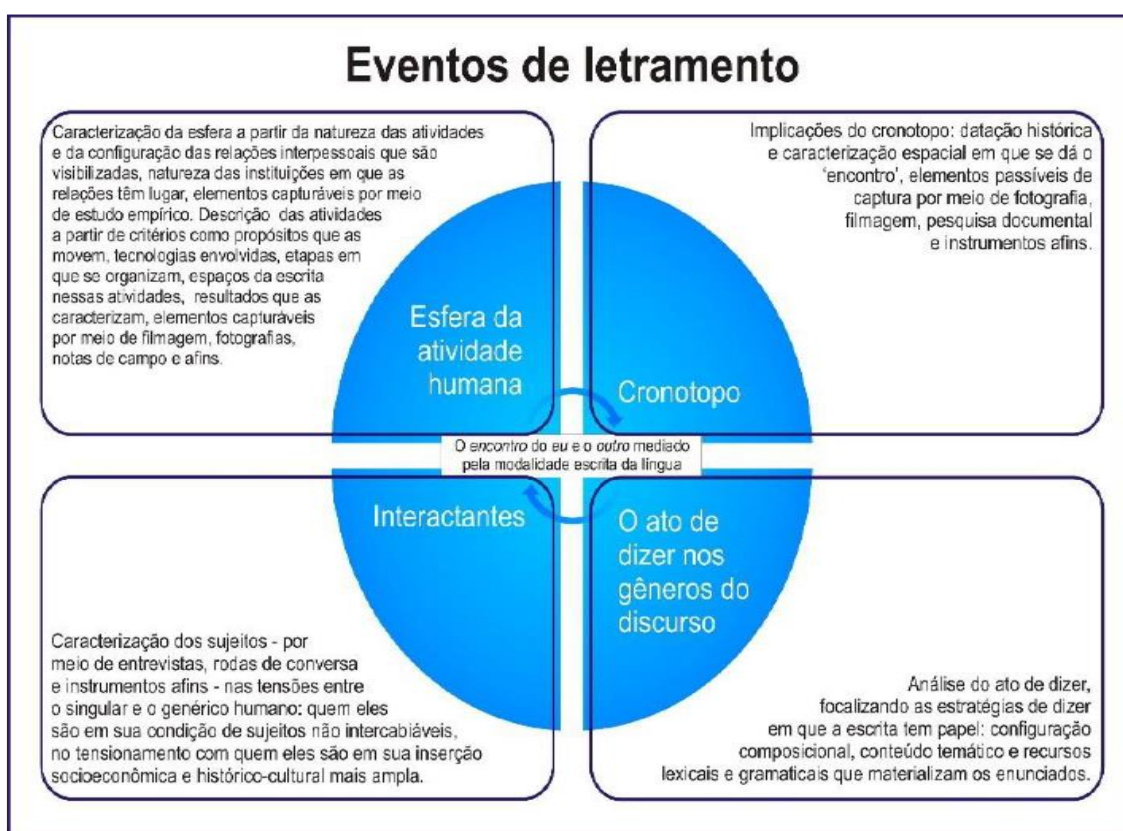 Eventos de letramento
Caracterização da esfera a partir da natureza das atividades
e da configuração das relações interpessoais que são
visibilizadas, natureza das instituições em que as
relações têm lugar, elementos capturáveis por meio
de estudo empírico. Descrição das atividades
a partir de critérios como propósitos que as
movem, tecnologias envolvidas, etapas em
que se organizam, espaços da escrita
nessas atividades, resultados que as
caracterizam, elementos capturáveis
por meio de filmagem, fotografias,
notas de campo e afins.
Esfera da
atividade
humana
Implicações do cronotopo: datação histórica
e caracterização espacial em que se dá o
'encontro', elementos passíveis de
captura por meio de fotografia,
filmagem, pesquisa documental
e instrumentos afins.
Cronotopo
O encontro do eu e o outro mediado
pela modalidade escrita da língua
Interactantes
Caracterização dos sujeitos - por
meio de entrevistas, rodas de conversa
e instrumentos afins - nas tensões entre
o singular e o genérico humano: quem eles
são em sua condição de sujeitos não intercabiáveis,
no tensionamento com quem eles são em sua inserção
socioeconômica e histórico-cultural mais ampla.
O ato de
dizer nos
gêneros do
discurso
Análise do ato de dizer,
focalizando as estratégias de dizer
em que a escrita tem papel: configuração
composicional, conteúdo temático e recursos
lexicais e gramaticais que materializam os enunciados.